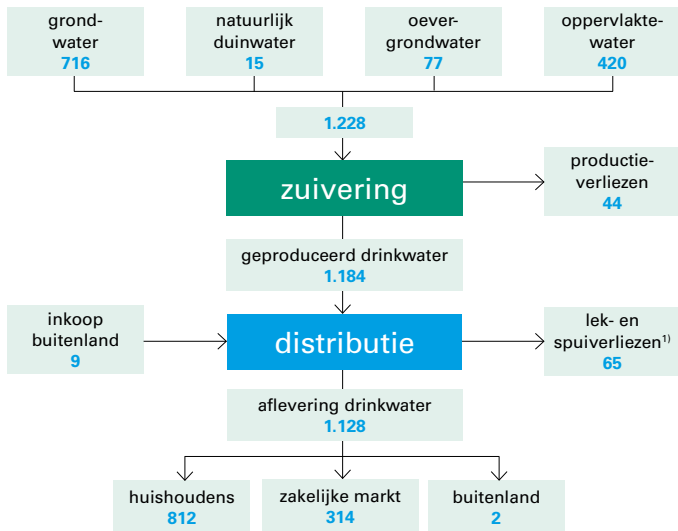 grond-
water
716
natuurlijk
duinwater
15
oever-
grondwater
77
oppervlakte-
water
420
1.228
zuivering
productie-
verliezen
44
geproduceerd drinkwater
1.184
inkoop
buitenland
9
distributie
lek- en
spuiverliezen¹⁾
65
aflevering drinkwater
1.128
huishoudens
812
zakelijke markt
314
buitenland
2